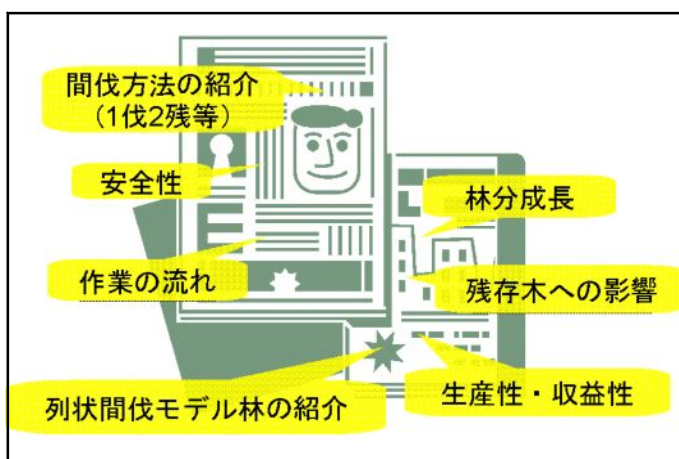 間伐方法の紹介
（1伐2残等）
安全性
作業の流れ
列状間伐モデル林の紹介
林分成長
残存木への影響
生産性・収益性